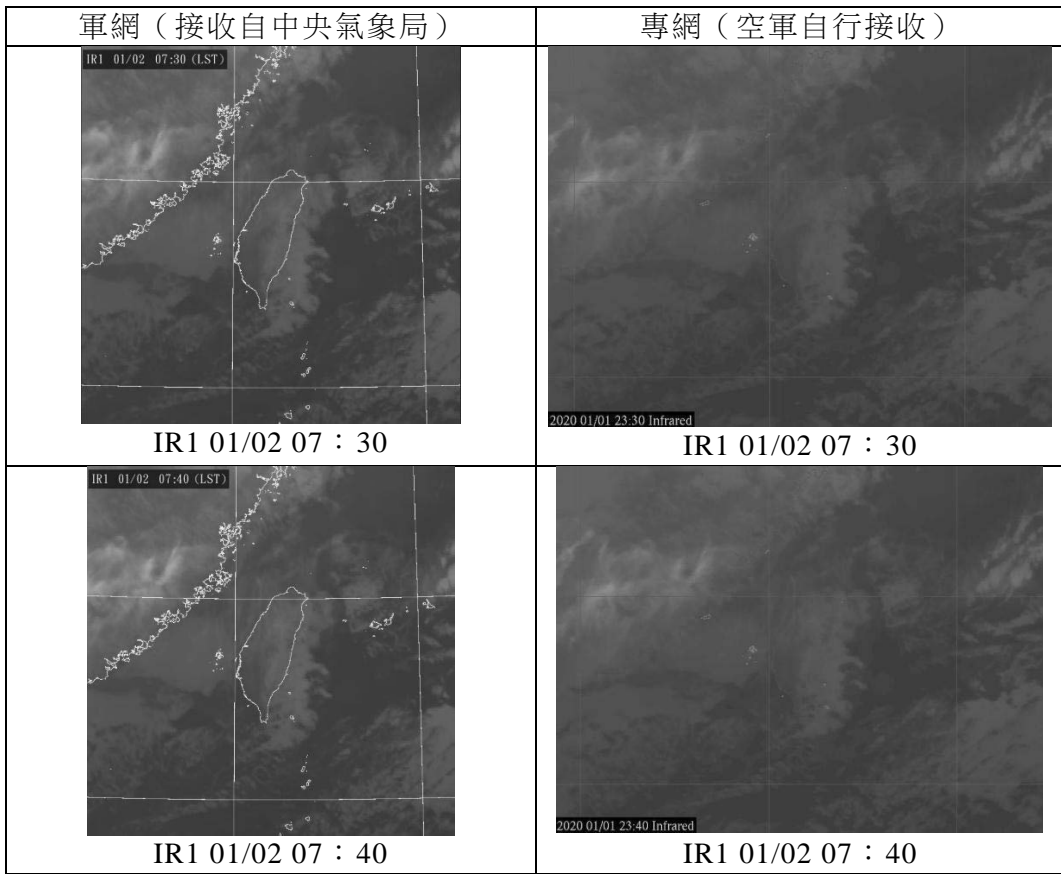 軍網（接收自中央氣象局）
專網（空軍自行接收）
IR1 01/02 07:30 (LST)
2020 01/01 23:30 Infrared
IR1 01/02 07：30
IR1 01/02 07：30
IR1 01/02 07:40 (LST)
2020 01/01 23:40 Infrared
IR1 01/02 07：40
IR1 01/02 07：40